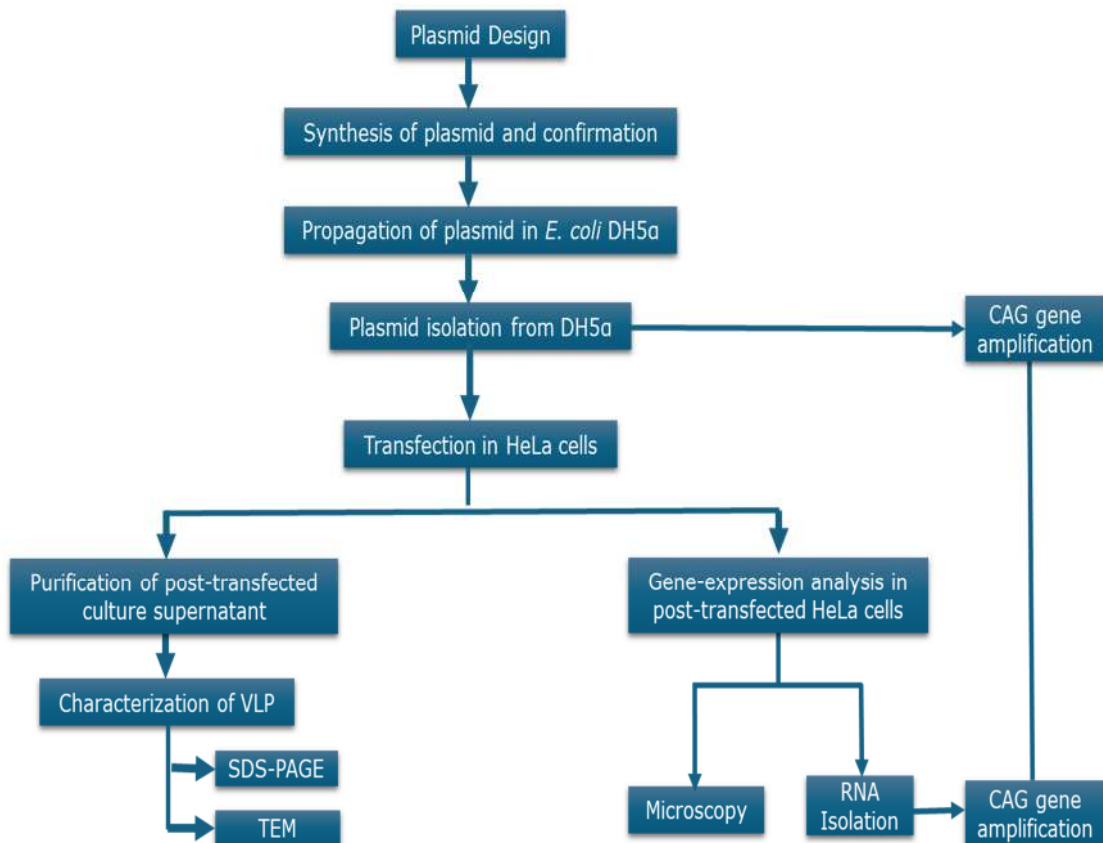 Plasmid Design
Synthesis of plasmid and confirmation
Propagation of plasmid in E. coli DH5α
Plasmid isolation from DH5α
CAG gene
amplification
Transfection in HeLa cells
Purification of post-transfected
culture supernatant
Gene-expression analysis in
post-transfected HeLa cells
Characterization of VLP
SDS-PAGE
TEM
Microscopy
RNA
Isolation
CAG gene
amplification